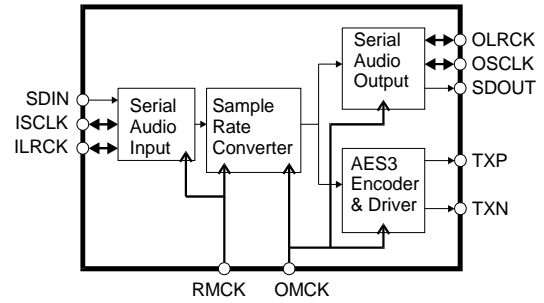 SDIN
ISCLK
ILRCK
Serial
Audio
Input
Sample
Rate
Converter
Serial
Audio
Output
AES3
Encoder
& Driver
OLRCK
OSCLK
SDOUT
TXP
TXN
RMCK
OMCK